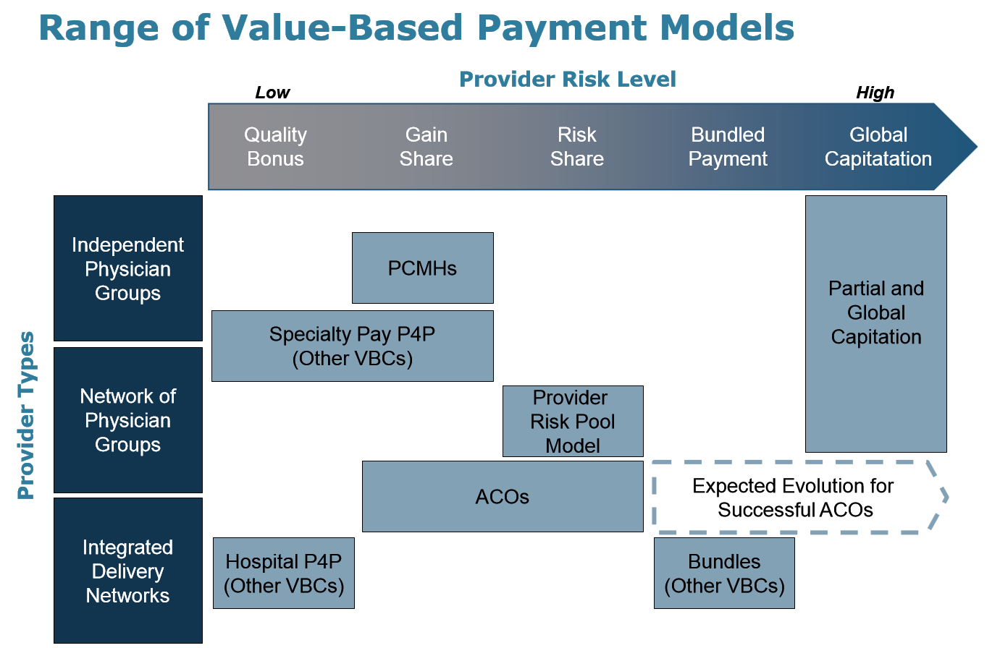 Range of Value-Based Payment Models
Provider Risk Level
Low
High
Quality
Bonus
Gain
Share
Risk
Share
Bundled
Payment
Global
Capitatation
Provider Types
Independent
Physician
Groups
PCMHs
Partial and
Global
Capitation
Specialty Pay P4P
(Other VBCs)
Network of
Physician
Groups
Provider
Risk Pool
Model
ACOs
Expected Evolution for
Successful ACOs
Integrated
Delivery
Networks
Hospital P4P
(Other VBCs)
Bundles
(Other VBCs)